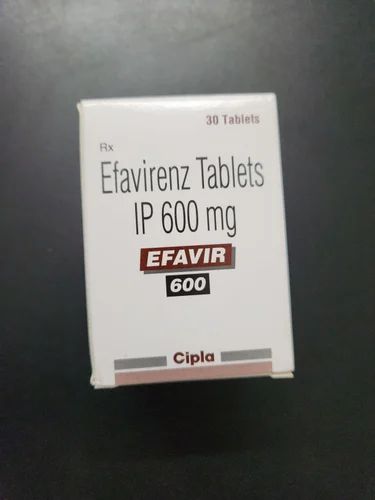 30 Tablets
Rx
Efavirenz Tablets
IP 600 mg
EFAVIR
600
Cipla